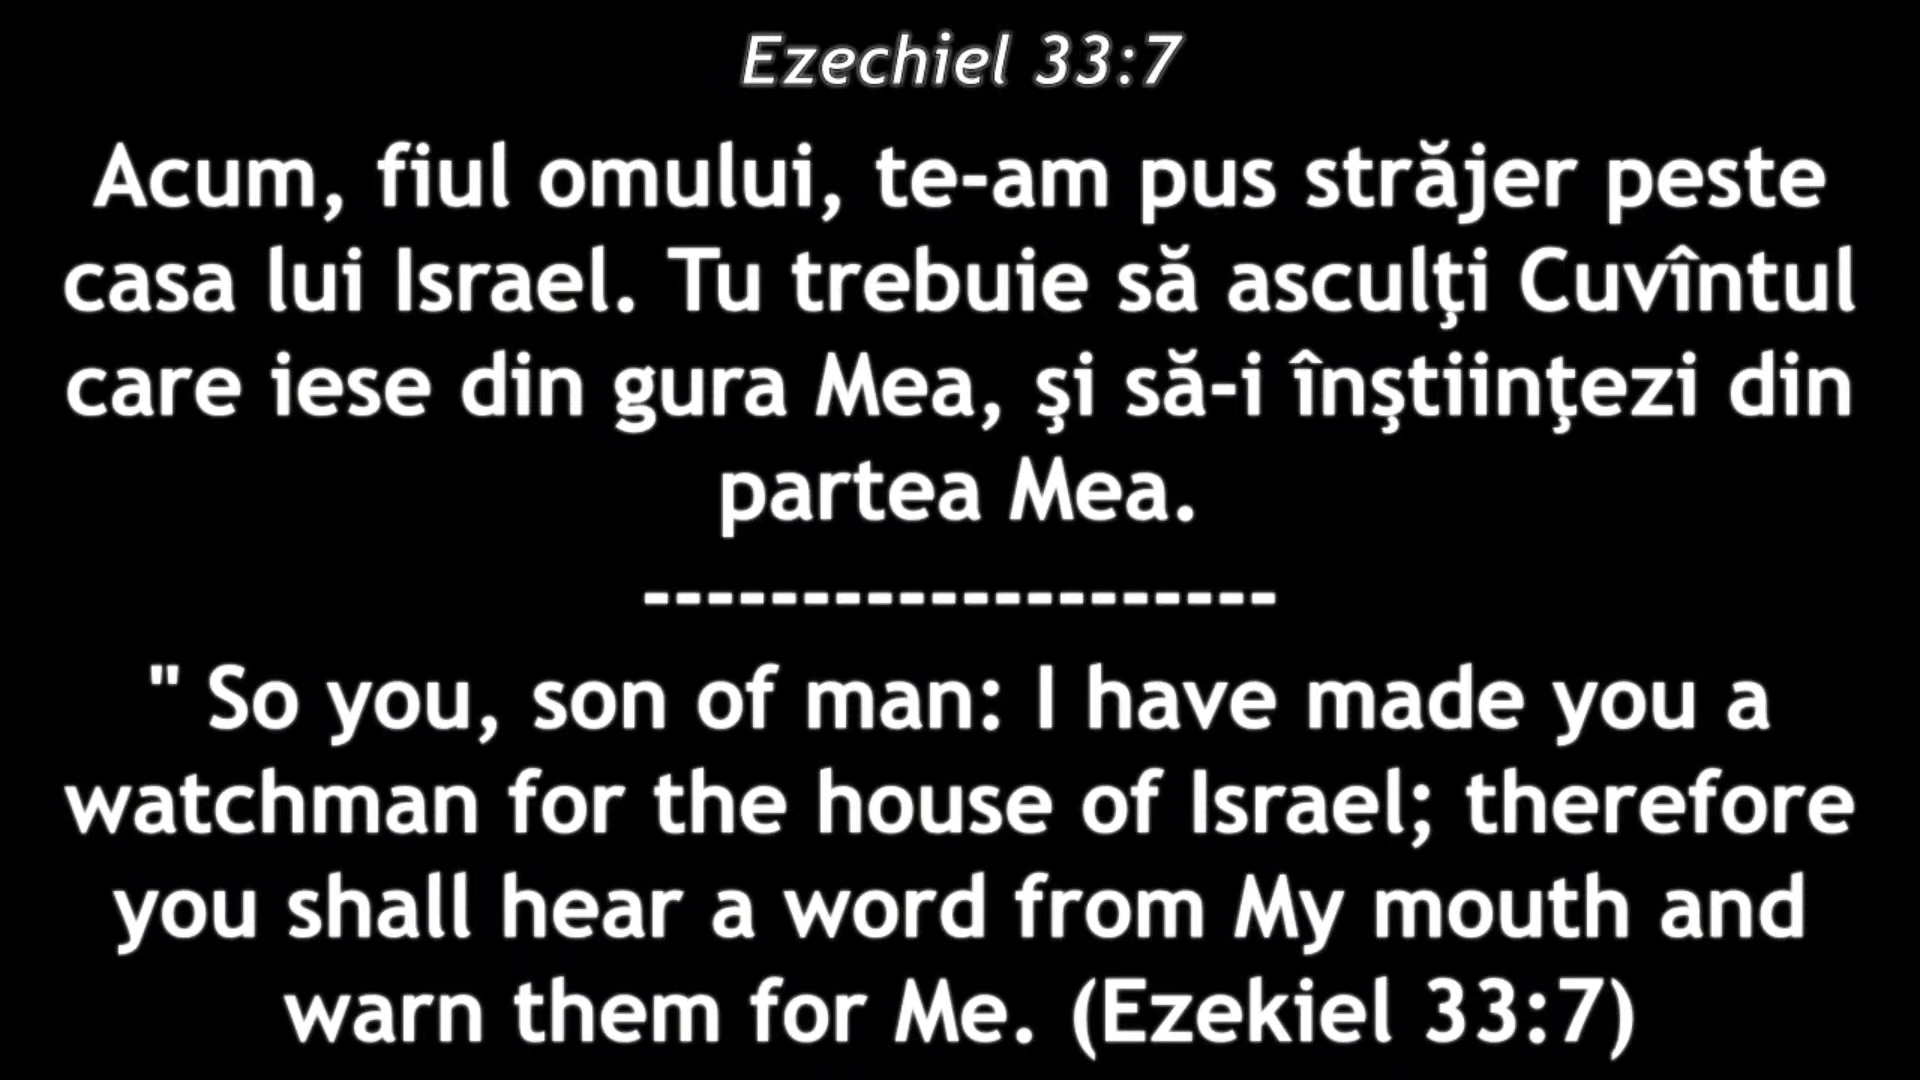 Ezechiel 33:7
Acum, fiul omului, te-am pus străjer peste
casa lui Israel. Tu trebuie să asculţi Cuvîntul
care iese din gura Mea, şi să-i înştiinţezi din
partea Mea.
--------------------
" So you, son of man: I have made you a
watchman for the house of Israel; therefore
you shall hear a word from My mouth and
warn them for Me. (Ezekiel 33:7)